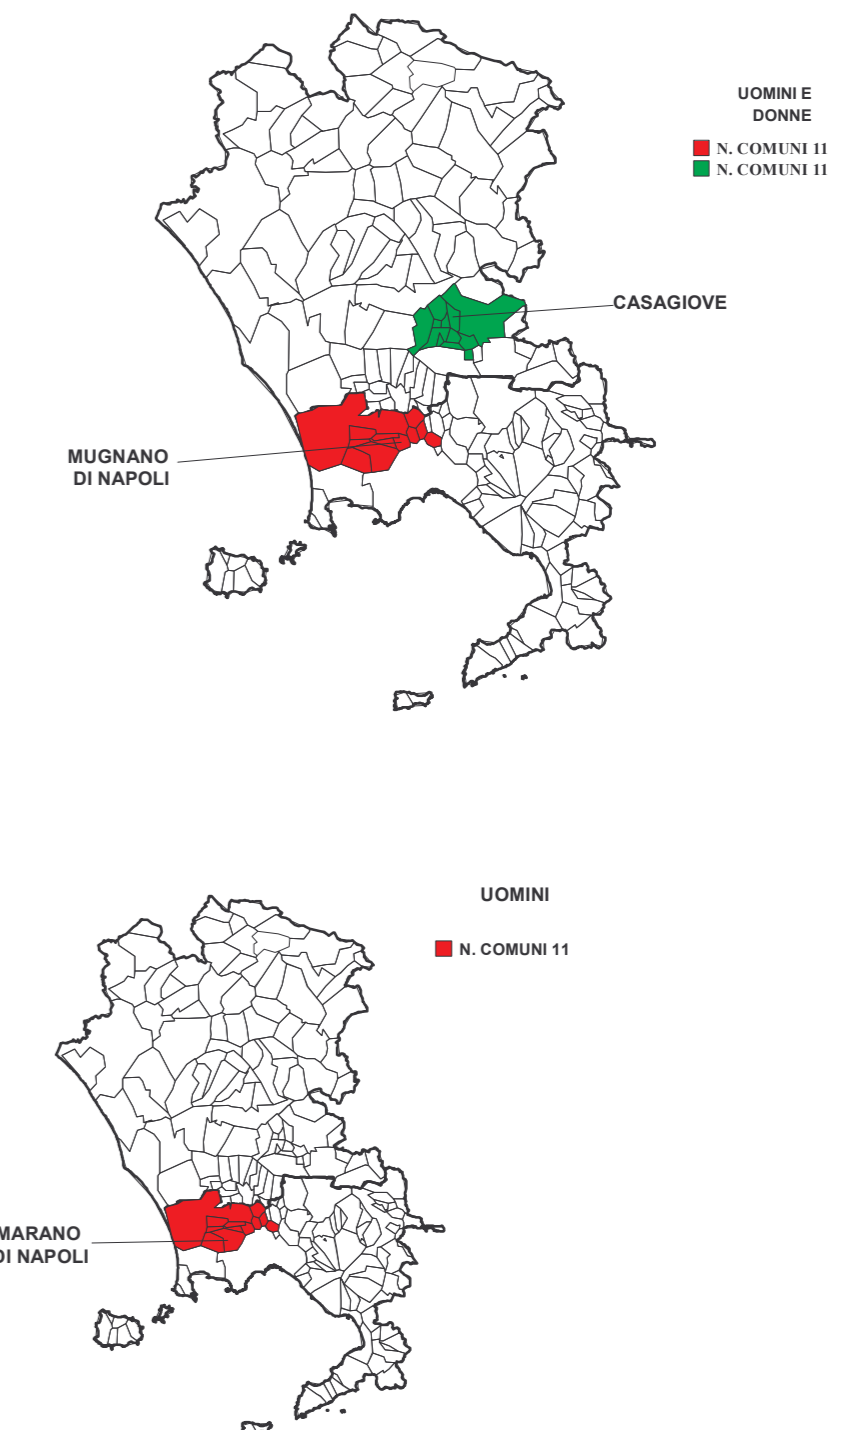 UOMINI E
DONNE
N. COMUNI 11
N. COMUNI 11
CASAGIOVE
MUGNANO
DI NAPOLI
UOMINI
N. COMUNI 11
MARANO
DI NAPOLI